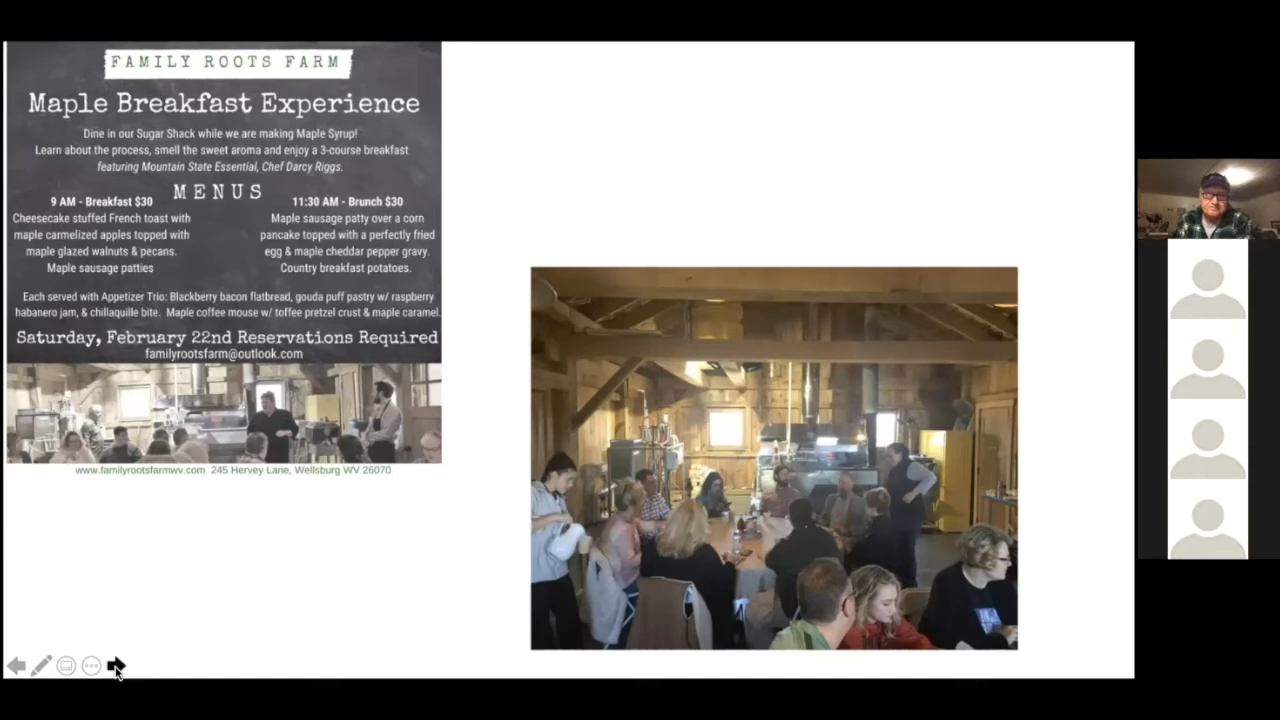 FAMILY ROOTS FARM
Maple Breakfast Experience
Dine in our Sugar Shack while we are making Maple Syrup!
Learn about the process, smell the sweet aroma and enjoy a 3-course breakfast
featuring Mountain State Essential, Chef Darcy Riggs.
MENUS
9 AM - Breakfast $30
Cheesecake stuffed French toast with
maple carmelized apples topped with
maple glazed walnuts & pecans.
Maple sausage patties
11:30 AM - Brunch $30
Maple sausage patty over a corn
pancake topped with a perfectly fried
egg & maple cheddar pepper gravy.
Country breakfast potatoes.
Each served with Appetizer Trio: Blackberry bacon flatbread, gouda puff pastry w/ raspberry
habanero jam, & chillaquille bite. Maple coffee mouse w/ toffee pretzel crust & maple caramel.
Saturday, February 22nd Reservations Required
familyrootsfarm@outlook.com
www.familyrootsfarmwv.com 245 Hervey Lane, Wellsburg WV 26070